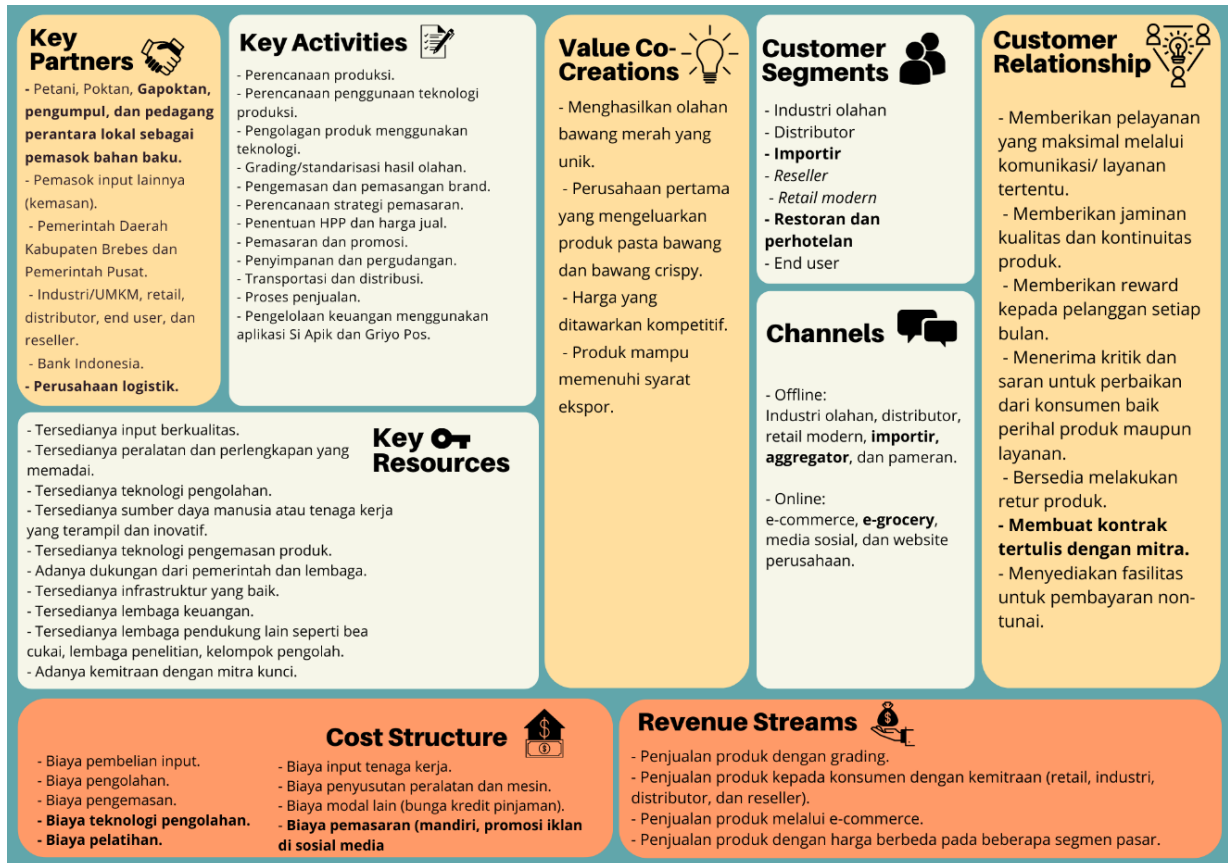 Key
Partners
- Petani, Poktan, Gapoktan,
pengumpul, dan pedagang
perantara lokal sebagai
pemasok bahan baku.
- Pemasok input lainnya
(kemasan).
- Pemerintah Daerah
Kabupaten Brebes dan
Pemerintah Pusat.
- Industri/UMKM, retail,
distributor, end user, dan
reseller.
- Bank Indonesia.
- Perusahaan logistik.
Key Activities
- Perencanaan produksi.
- Perencanaan penggunaan teknologi
produksi.
- Pengolagan produk menggunakan
teknologi.
- Grading/standarisasi hasil olahan.
- Pengemasan dan pemasangan brand.
- Perencanaan strategi pemasaran.
- Penentuan HPP dan harga jual.
- Pemasaran dan promosi.
- Penyimpanan dan pergudangan.
- Transportasi dan distribusi.
- Proses penjualan.
- Pengelolaan keuangan menggunakan
aplikasi Si Apik dan Griyo Pos.
Key
Resources
- Tersedianya input berkualitas.
- Tersedianya peralatan dan perlengkapan yang
memadai.
- Tersedianya teknologi pengolahan.
- Tersedianya sumber daya manusia atau tenaga kerja
yang terampil dan inovatif.
- Tersedianya teknologi pengemasan produk.
- Adanya dukungan dari pemerintah dan lembaga.
- Tersedianya infrastruktur yang baik.
- Tersedianya lembaga keuangan.
- Tersedianya lembaga pendukung lain seperti bea
cukai, lembaga penelitian, kelompok pengolah.
- Adanya kemitraan dengan mitra kunci.
Value Co-
Creations
- Menghasilkan olahan
bawang merah yang
unik.
- Perusahaan pertama
yang mengeluarkan
produk pasta bawang
dan bawang crispy.
- Harga yang
ditawarkan kompetitif.
- Produk mampu
memenuhi syarat
ekspor.
Customer
Segments
- Industri olahan
- Distributor
- Importir
- Reseller
- Retail modern
- Restoran dan
perhotelan
- End user
Channels
- Offline:
Industri olahan, distributor,
retail modern, importir,
aggregator, dan pameran.
- Online:
e-commerce, e-grocery,
media sosial, dan website
perusahaan.
Customer
Relationship
- Memberikan pelayanan
yang maksimal melalui
komunikasi/ layanan
tertentu.
- Memberikan jaminan
kualitas dan kontinuitas
produk.
- Memberikan reward
kepada pelanggan setiap
bulan.
- Menerima kritik dan
saran untuk perbaikan
dari konsumen baik
perihal produk maupun
layanan.
- Bersedia melakukan
retur produk.
- Membuat kontrak
tertulis dengan mitra.
- Menyediakan fasilitas
untuk pembayaran non-
tunai.
Cost Structure
- Biaya pembelian input.
- Biaya pengolahan.
- Biaya pengemasan.
- Biaya teknologi pengolahan.
- Biaya pelatihan.
- Biaya input tenaga kerja.
- Biaya penyusutan peralatan dan mesin.
- Biaya modal lain (bunga kredit pinjaman).
- Biaya pemasaran (mandiri, promosi iklan
di sosial media
Revenue Streams
- Penjualan produk dengan grading.
- Penjualan produk kepada konsumen dengan kemitraan (retail, industri,
distributor, dan reseller).
- Penjualan produk melalui e-commerce.
- Penjualan produk dengan harga berbeda pada beberapa segmen pasar.